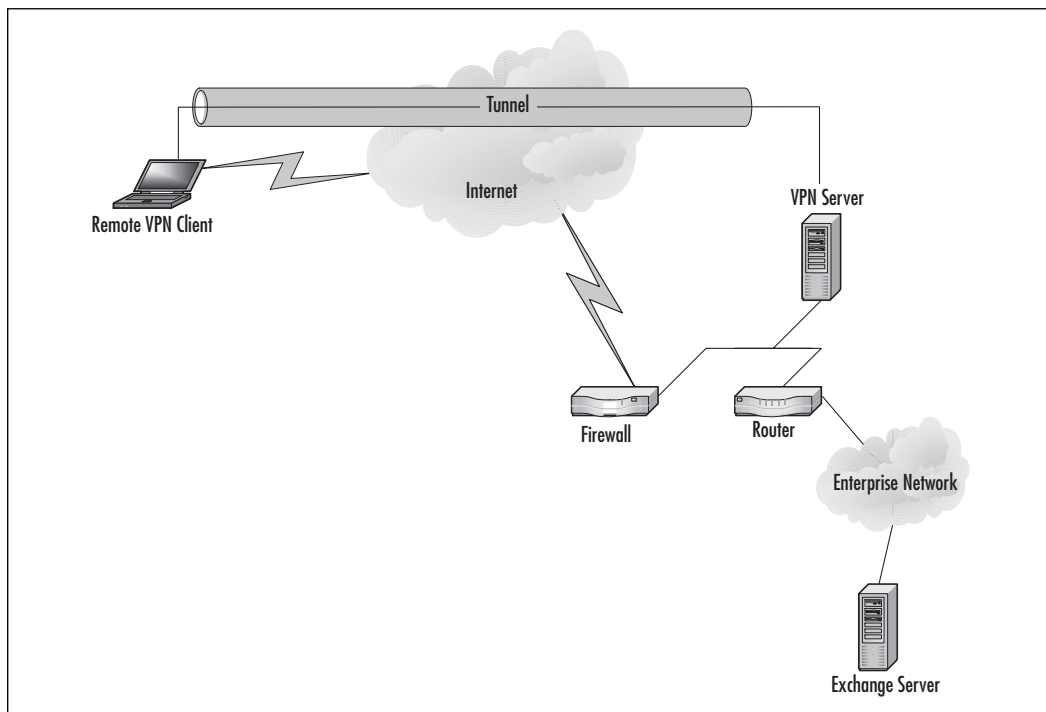 Tunnel
Internet
Remote VPN Client
VPN Server
Firewall
Router
Enterprise Network
Exchange Server